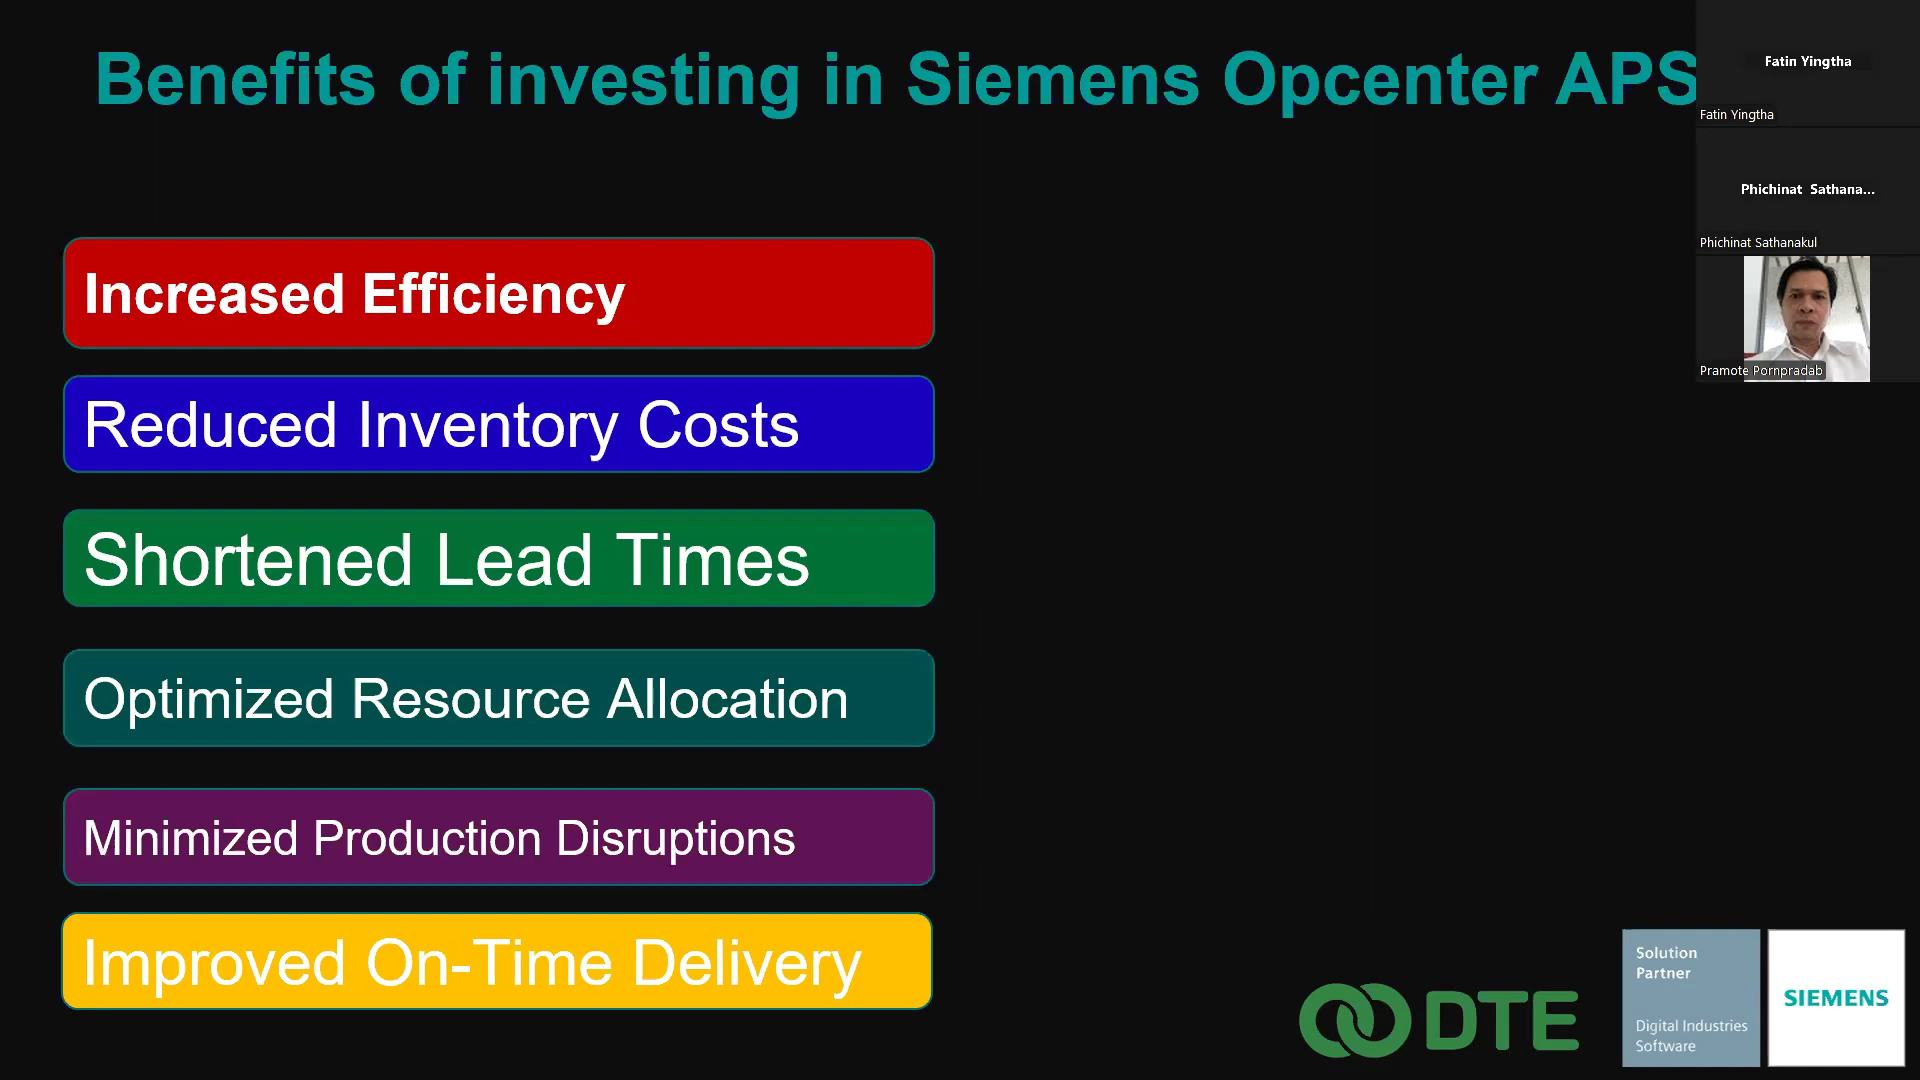 Benefits of investing in Siemens Opcenter APS
Fatin Yingtha
Fatin Yingtha
Phichinat Sathana...
Phichinat Sathanakul
Pramote Pornpradab
Increased Efficiency
Reduced Inventory Costs
Shortened Lead Times
Optimized Resource Allocation
Minimized Production Disruptions
Improved On-Time Delivery
DTE
Solution
Partner
Digital Industries
Software
SIEMENS